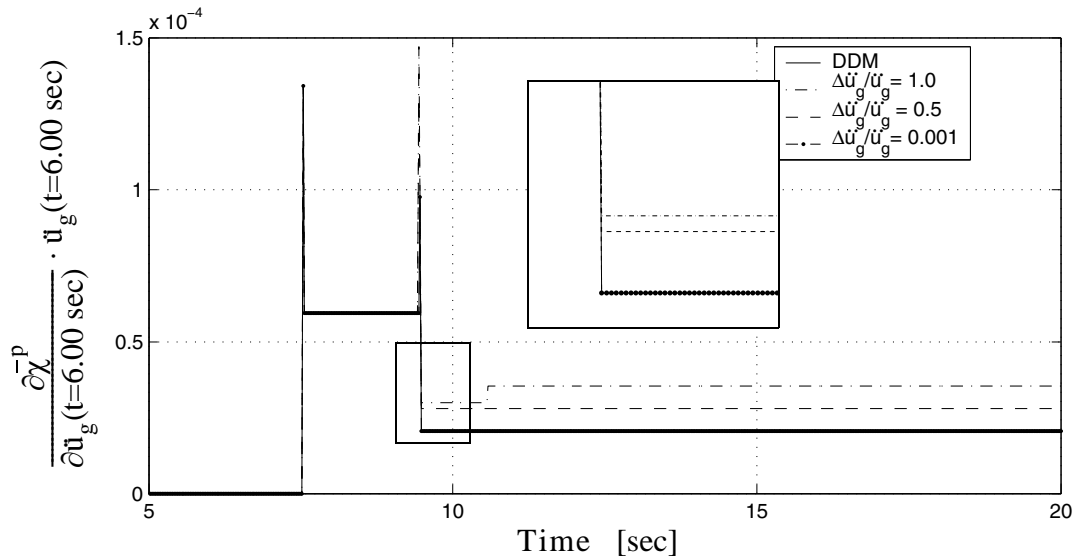 x 10⁻⁴
1.5
1
0.5
0
5
10
15
20
Time [sec]
∂χ̄ᵖ
∂ü_g(t=6.00 sec)
· ü_g(t=6.00 sec)
DDM
Δü_g/ü_g= 1.0
Δü_g/ü_g= 0.5
Δü_g/ü_g= 0.001